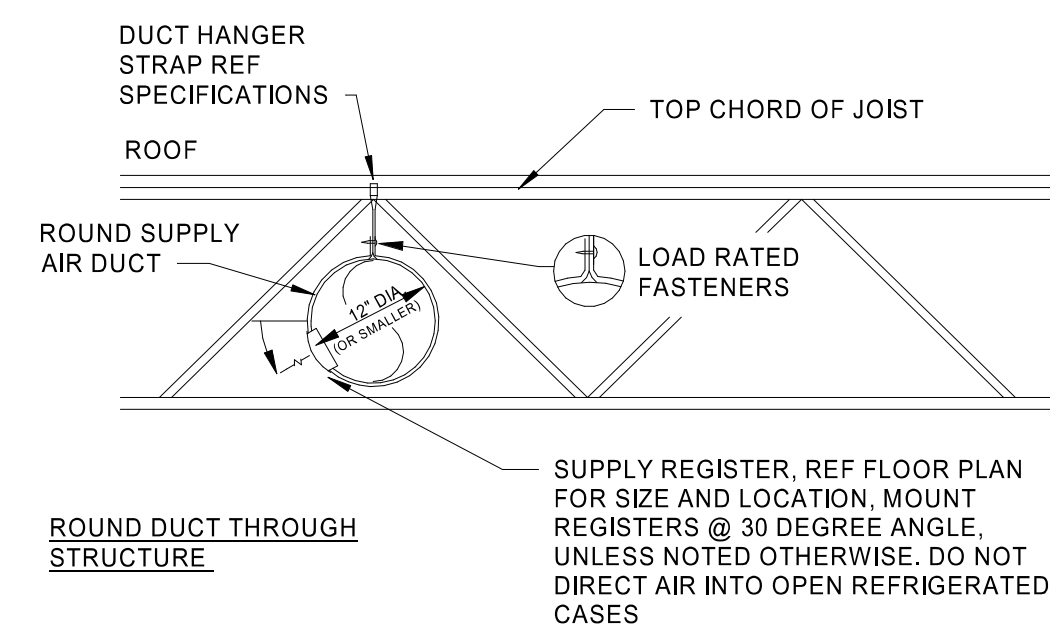 DUCT HANGER
STRAP REF
SPECIFICATIONS
TOP CHORD OF JOIST
ROOF
ROUND SUPPLY
AIR DUCT
LOAD RATED
FASTENERS
12" DIA
(OR SMALLER)
SUPPLY REGISTER, REF FLOOR PLAN
FOR SIZE AND LOCATION, MOUNT
REGISTERS @ 30 DEGREE ANGLE,
UNLESS NOTED OTHERWISE. DO NOT
DIRECT AIR INTO OPEN REFRIGERATED
CASES
ROUND DUCT THROUGH
STRUCTURE